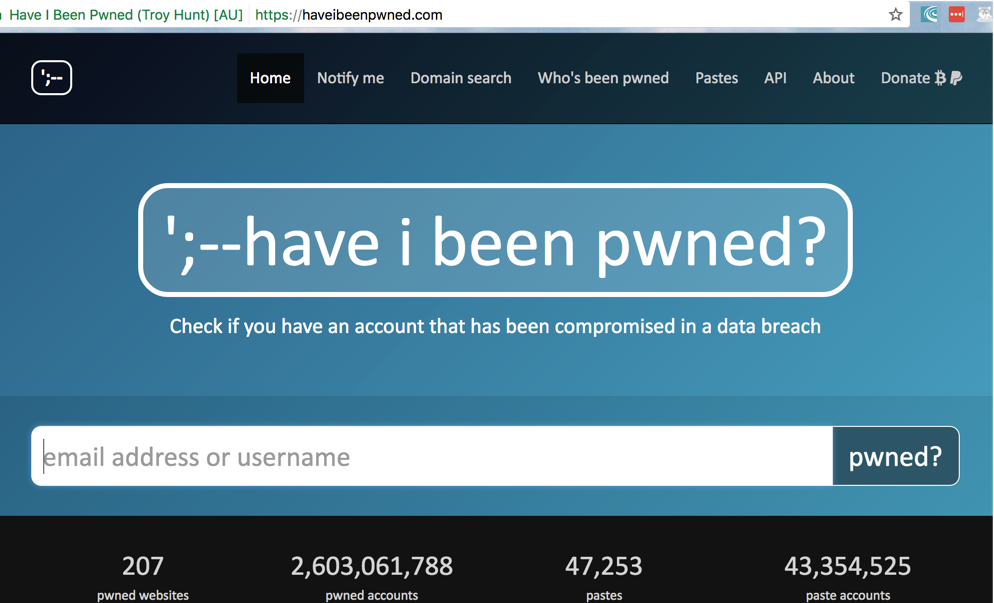 Have I Been Pwned (Troy Hunt) [AU] https://haveibeenpwned.com
';-- Home Notify me Domain search Who's been pwned Pastes API About Donate
';--have i been pwned?
Check if you have an account that has been compromised in a data breach
email address or username pwned?
207 2,603,061,788 47,253 43,354,525
pwned websites pwned accounts pastes paste accounts